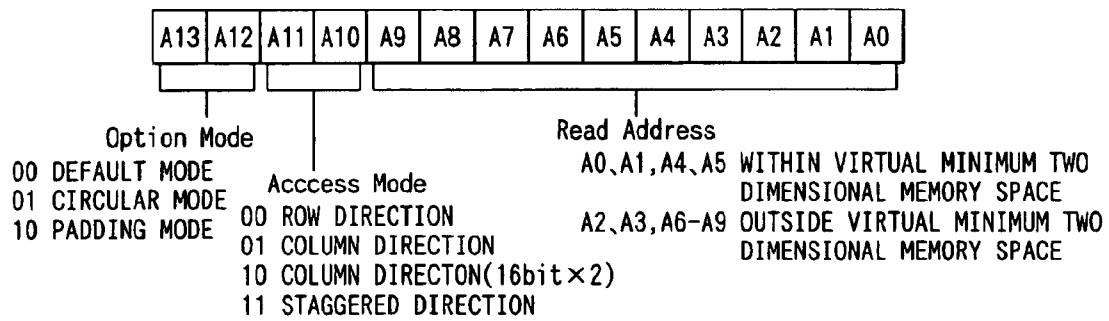 A13 A12 A11 A10 A9 A8 A7 A6 A5 A4 A3 A2 A1 A0
Option Mode
00 DEFAULT MODE
01 CIRCULAR MODE
10 PADDING MODE
Acccess Mode
00 ROW DIRECTION
01 COLUMN DIRECTION
10 COLUMN DIRECTON(16bit×2)
11 STAGGERED DIRECTION
Read Address
A0、A1,A4、A5 WITHIN VIRTUAL MINIMUM TWO
DIMENSIONAL MEMORY SPACE
A2、A3,A6-A9 OUTSIDE VIRTUAL MINIMUM TWO
DIMENSIONAL MEMORY SPACE